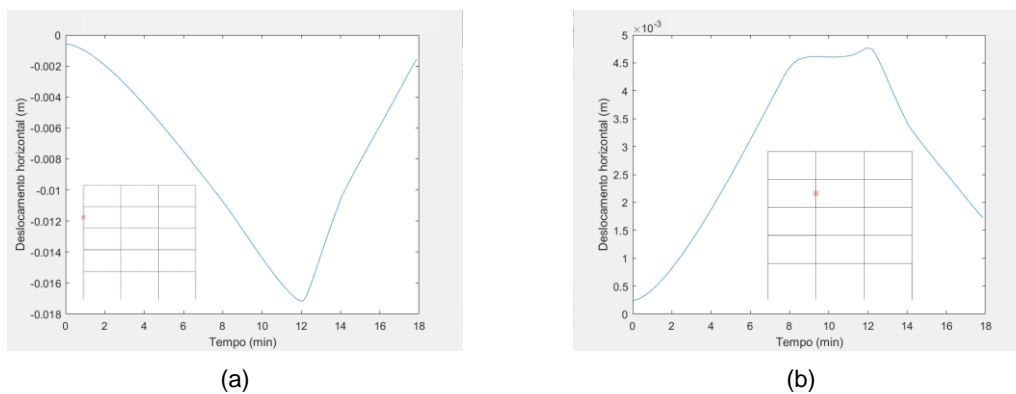 0
-0.002
-0.004
-0.006
-0.008
-0.01
-0.012
-0.014
-0.016
-0.018
Deslocamento horizontal (m)
0 2 4 6 8 10 12 14 16 18
Tempo (min)
(a)
×10-3
5
4.5
4
3.5
3
2.5
2
1.5
1
0.5
0
Deslocamento horizontal (m)
0 2 4 6 8 10 12 14 16 18
Tempo (min)
(b)